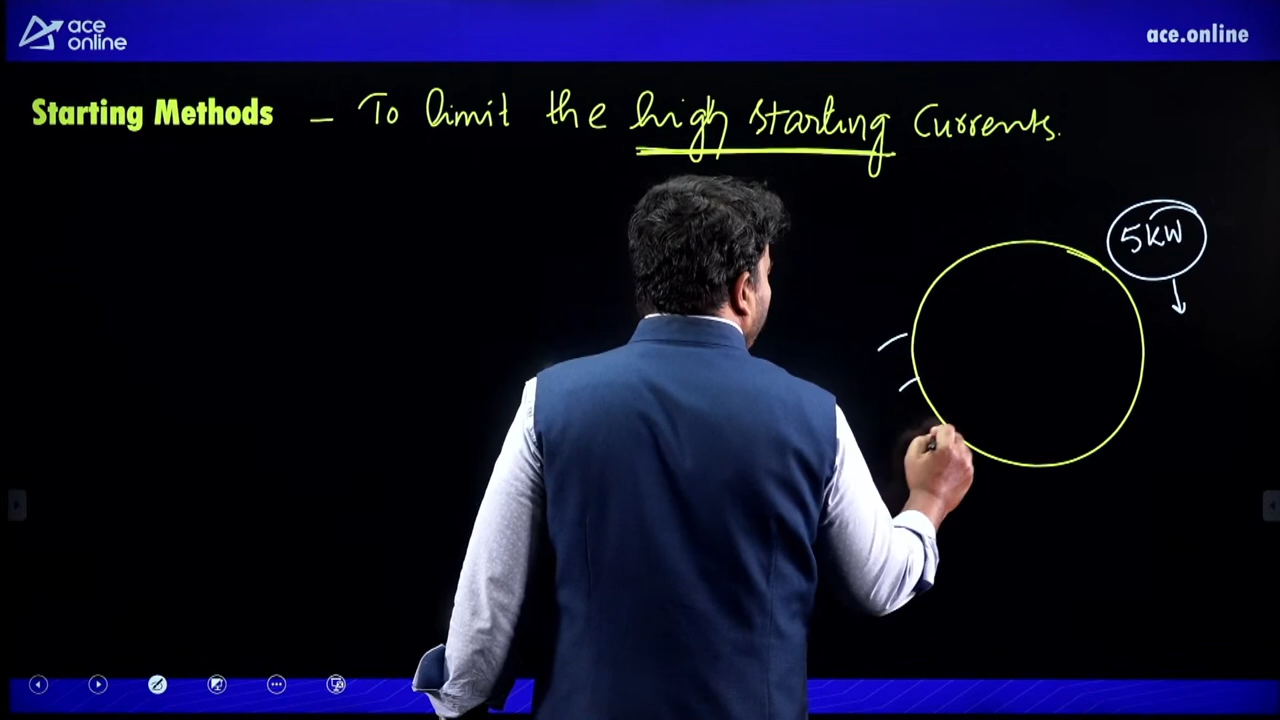 ace
online
ace.online
Starting Methods – To limit the high starting currents.
5kW